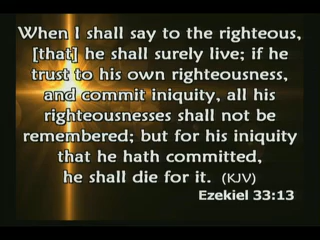 When I shall say to the righteous,
[that] he shall surely live; if he
trust to his own righteousness,
and commit iniquity, all his
righteousnesses shall not be
remembered; but for his iniquity
that he hath committed,
he shall die for it. (KJV)
Ezekiel 33:13